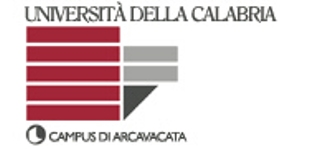 UNIVERSITÀ DELLA CALABRIA
CAMPUS DI ARCAVACATA